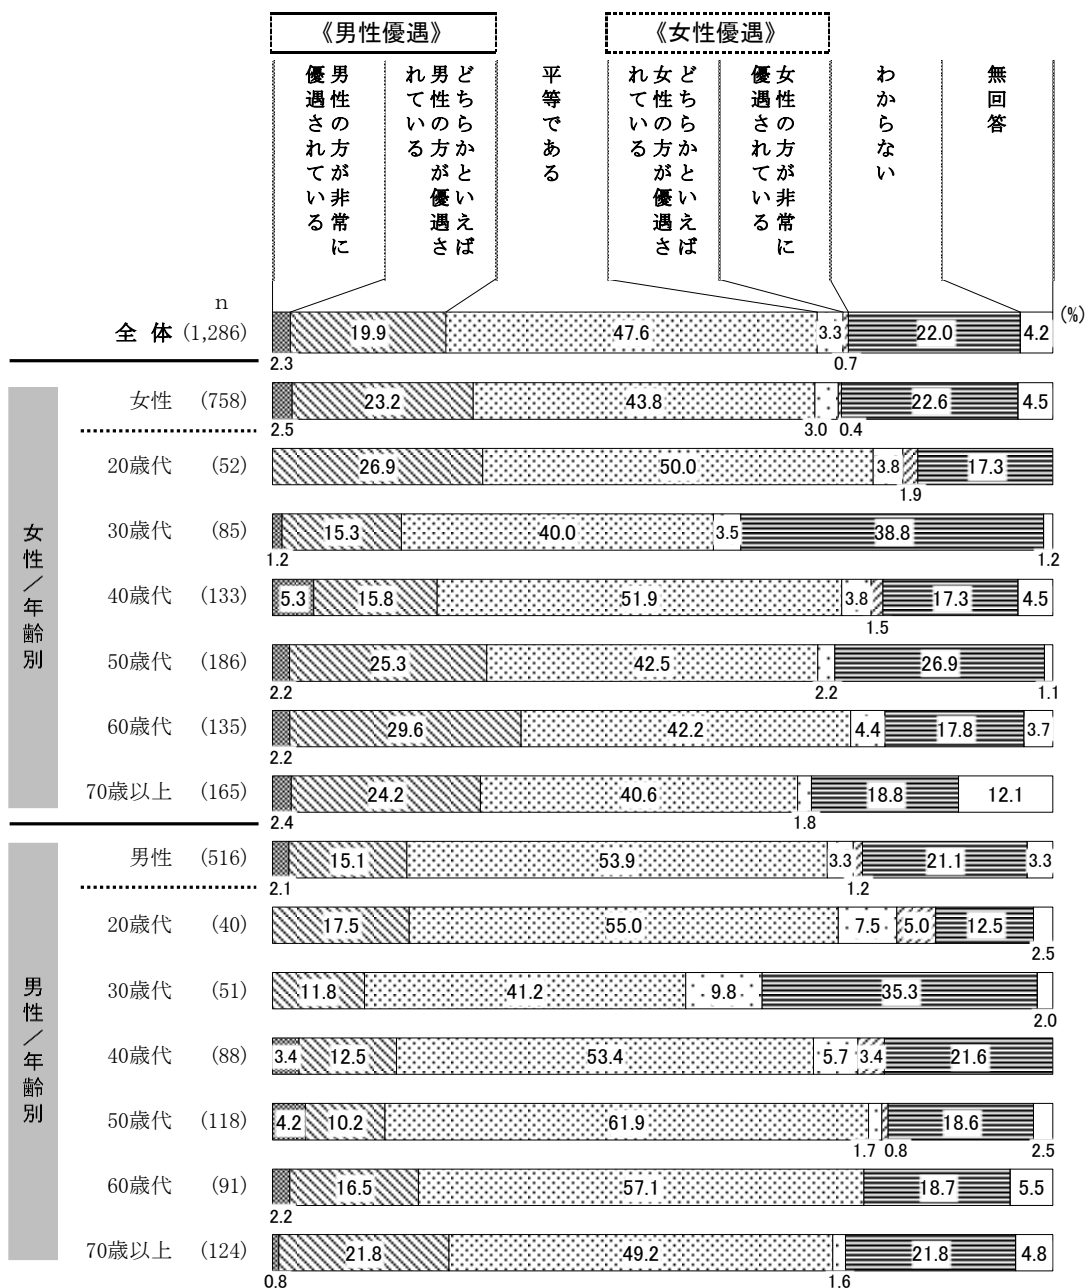 《男性優遇》
《女性優遇》
男性の方が非常に
優遇されている
どちらかといえば
男性の方が優遇さ
れている
平等である
どちらかといえば
女性の方が優遇さ
れている
女性の方が非常に
優遇されている
わからない
無回答
n
(%)
全 体 (1,286) 19.9 47.6 3.3 22.0 4.2
2.3 0.7
女性 (758) 23.2 43.8 22.6 4.5
2.5 3.0 0.4
女性/年齢別
20歳代 (52) 26.9 50.0 3.8 17.3
1.9
30歳代 (85) 15.3 40.0 3.5 38.8
1.2 1.2
40歳代 (133) 5.3 15.8 51.9 3.8 17.3 4.5
1.5
50歳代 (186) 25.3 42.5 26.9
2.2 2.2 1.1
60歳代 (135) 29.6 42.2 4.4 17.8 3.7
2.2
70歳以上 (165) 24.2 40.6 18.8 12.1
2.4 1.8
男性 (516) 15.1 53.9 3.3 21.1 3.3
2.1 1.2
男性/年齢別
20歳代 (40) 17.5 55.0 7.5 5.0 12.5
2.5
30歳代 (51) 11.8 41.2 9.8 35.3
2.0
40歳代 (88) 3.4 12.5 53.4 5.7 3.4 21.6
50歳代 (118) 4.2 10.2 61.9 18.6
1.7 0.8 2.5
60歳代 (91) 16.5 57.1 18.7 5.5
2.2
70歳以上 (124) 21.8 49.2 21.8 4.8
0.8 1.6